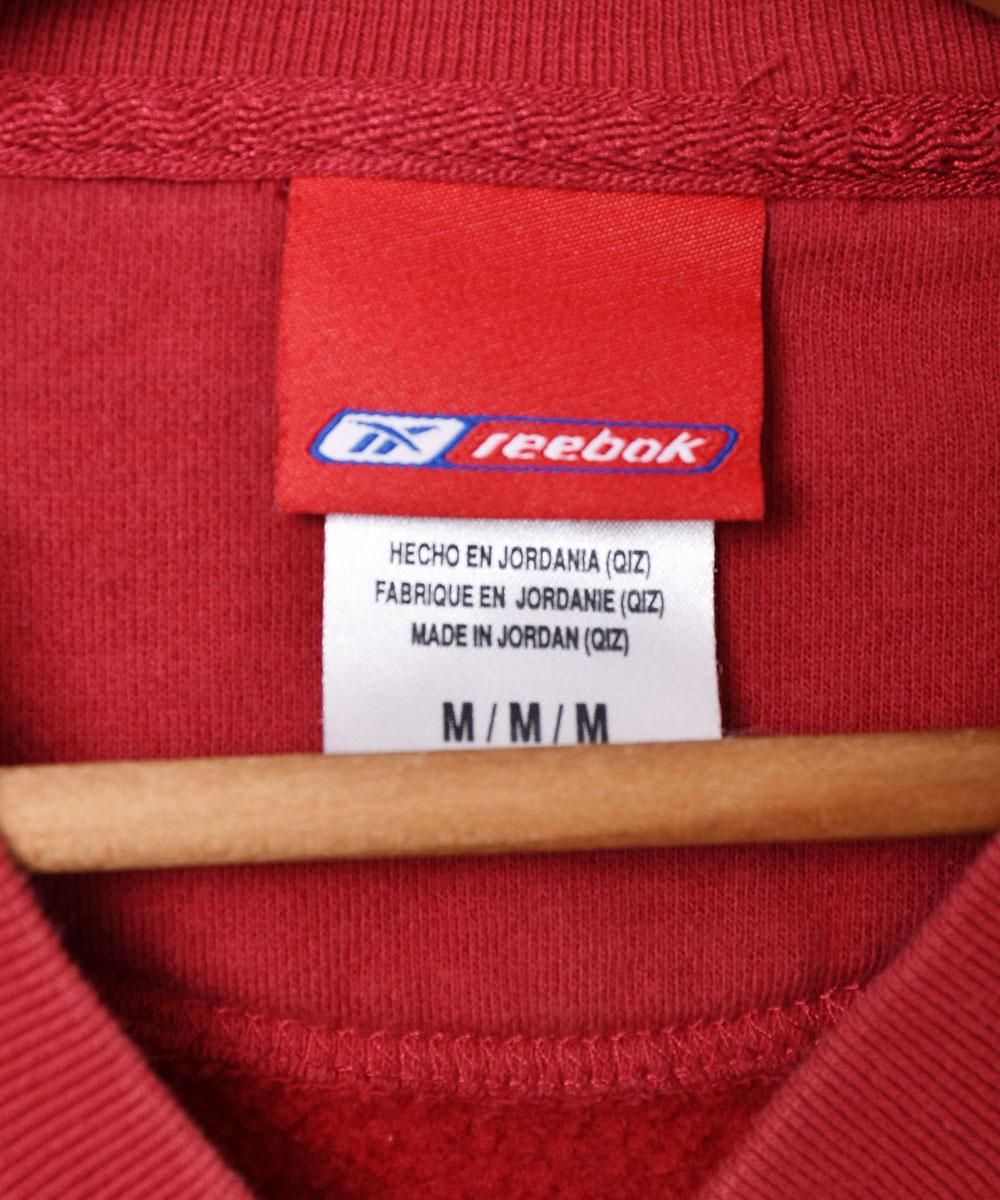 reebok
HECHO EN JORDANIA (QIZ)
FABRIQUE EN JORDANIE (QIZ)
MADE IN JORDAN (QIZ)
M / M / M